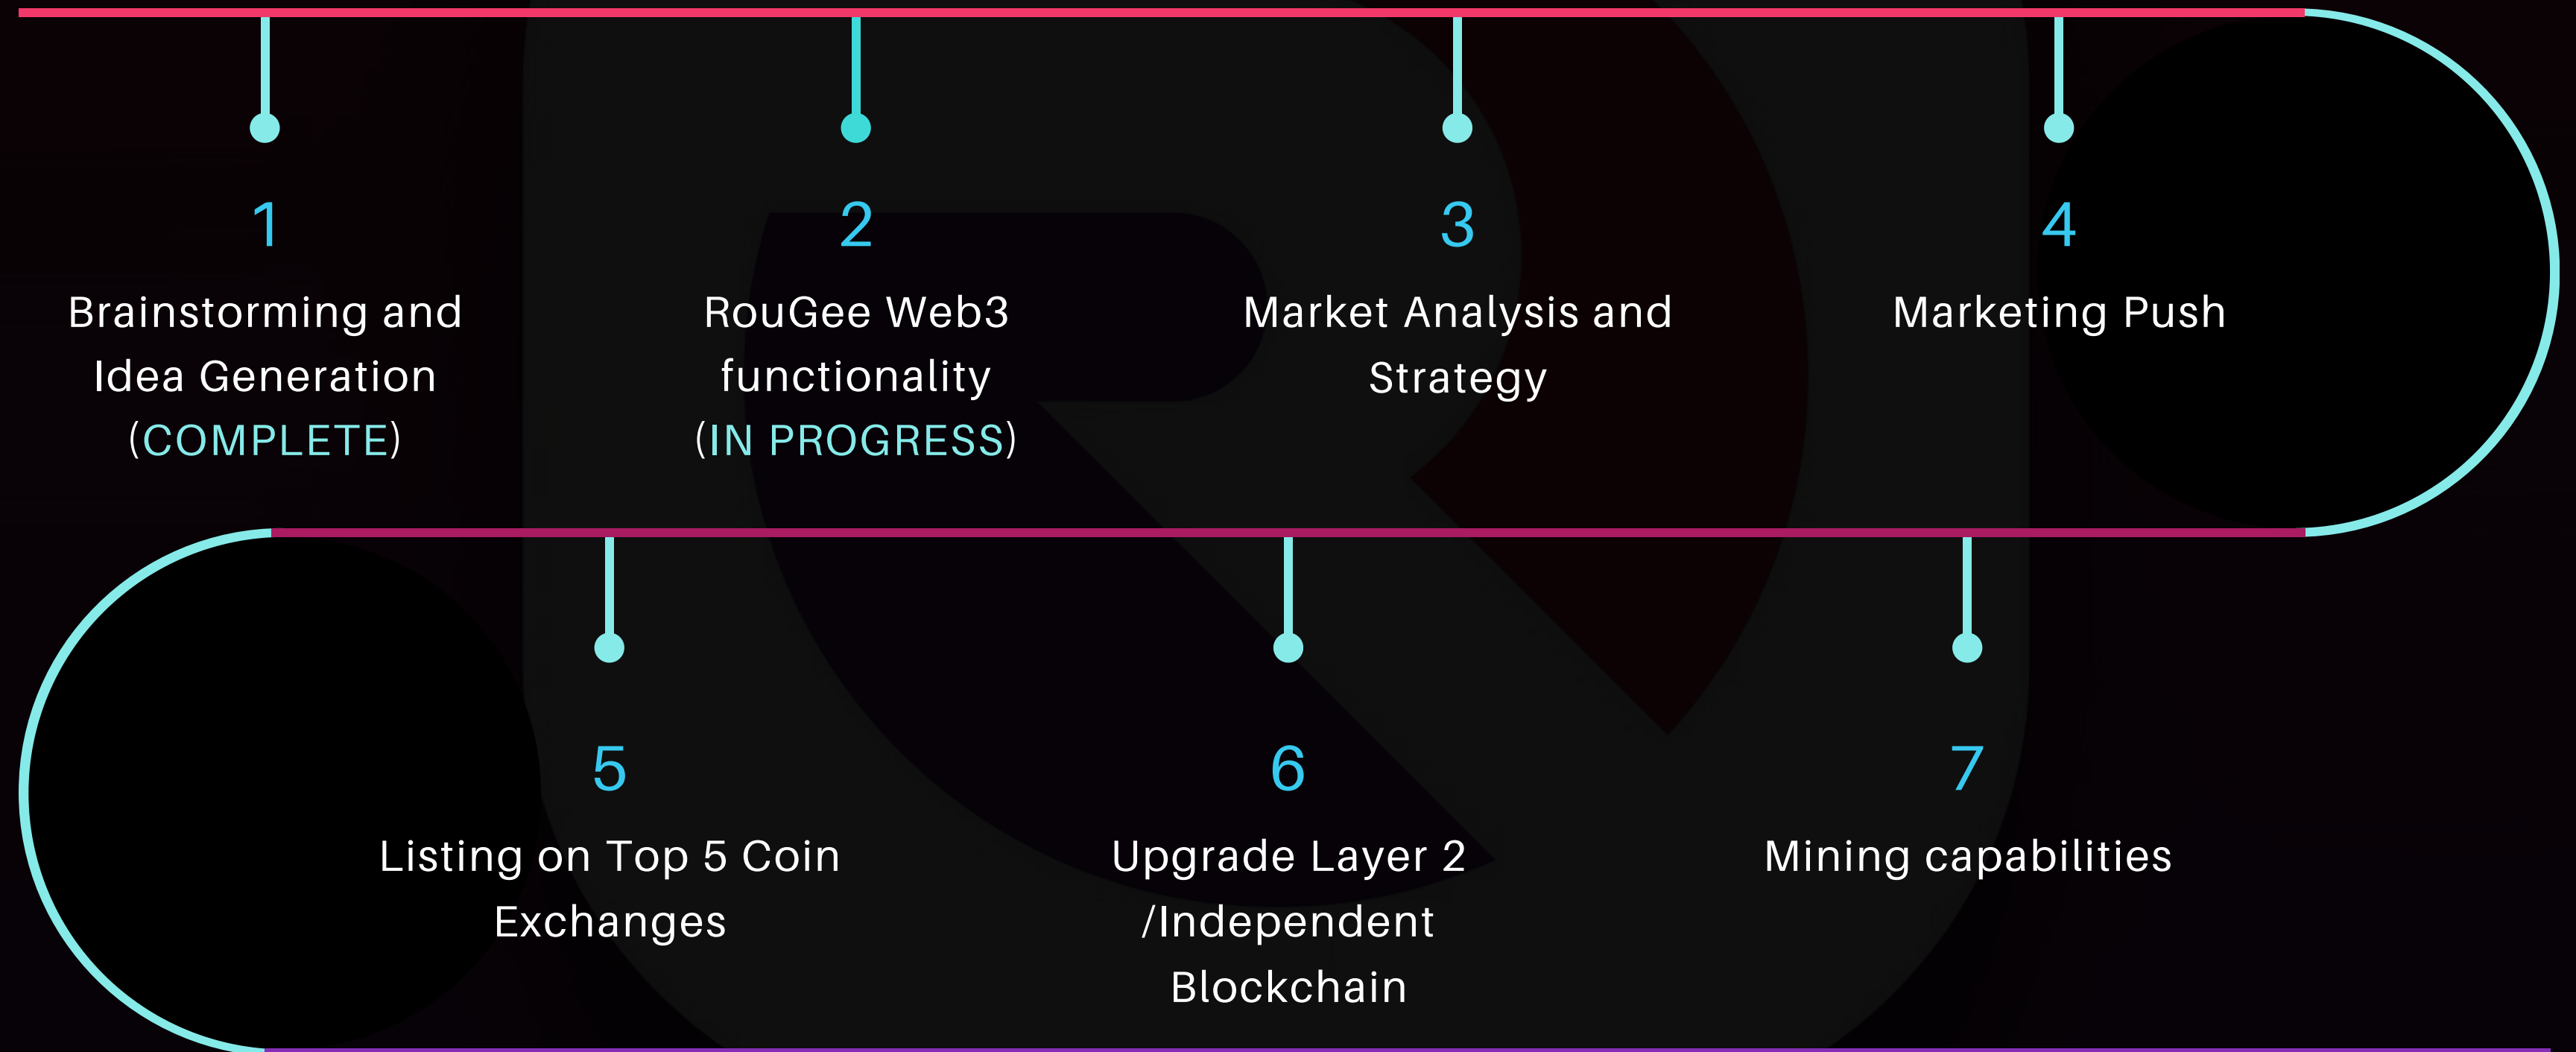 1
Brainstorming and
Idea Generation
(COMPLETE)
2
RouGee Web3
functionality
(IN PROGRESS)
3
Market Analysis and
Strategy
4
Marketing Push
5
Listing on Top 5 Coin
Exchanges
6
Upgrade Layer 2
/Independent
Blockchain
7
Mining capabilities